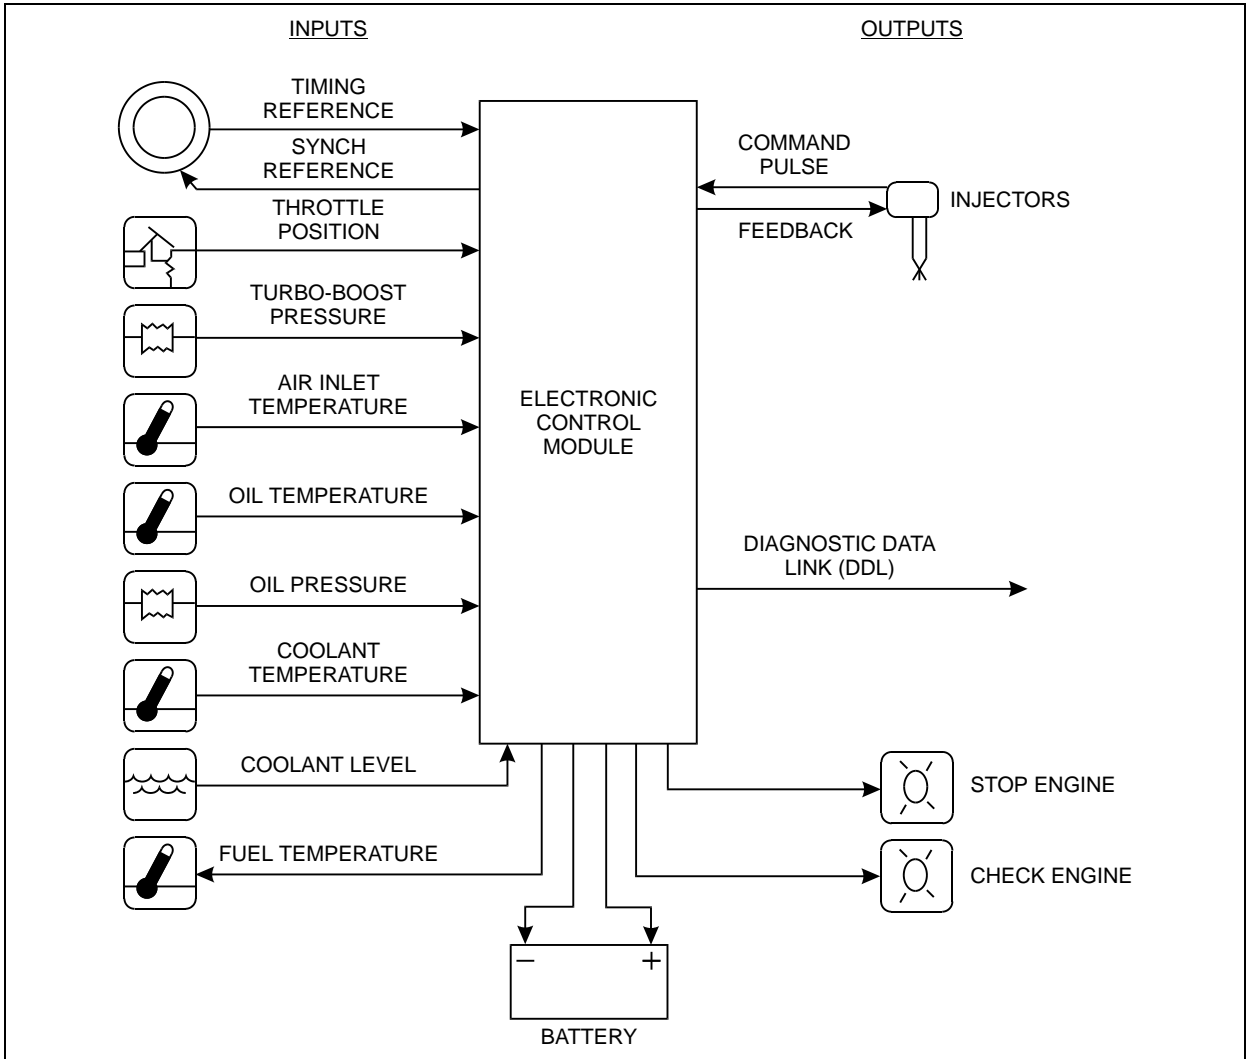 INPUTS
OUTPUTS
TIMING
REFERENCE
SYNCH
REFERENCE
THROTTLE
POSITION
TURBO-BOOST
PRESSURE
AIR INLET
TEMPERATURE
OIL TEMPERATURE
OIL PRESSURE
COOLANT
TEMPERATURE
COOLANT LEVEL
FUEL TEMPERATURE
ELECTRONIC
CONTROL
MODULE
COMMAND
PULSE
INJECTORS
FEEDBACK
DIAGNOSTIC DATA
LINK (DDL)
STOP ENGINE
CHECK ENGINE
− +
BATTERY